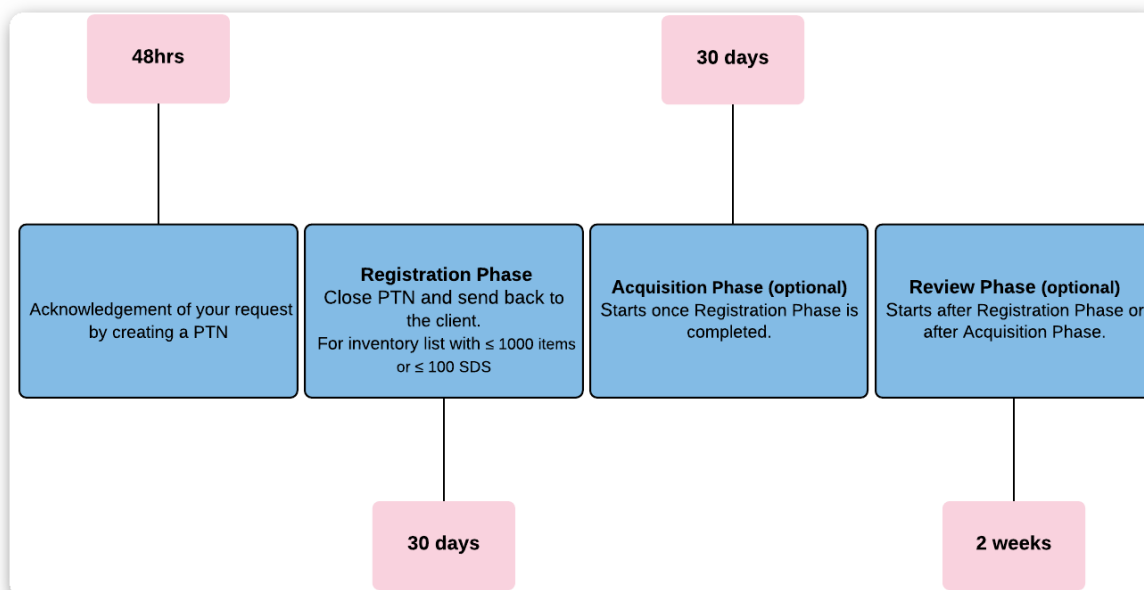 48hrs
30 days
Acknowledgement of your request
by creating a PTN
Registration Phase
Close PTN and send back to
the client.
For inventory list with ≤ 1000 items
or ≤ 100 SDS
Acquisition Phase (optional)
Starts once Registration Phase is
completed.
Review Phase (optional)
Starts after Registration Phase or
after Acquisition Phase.
30 days
2 weeks